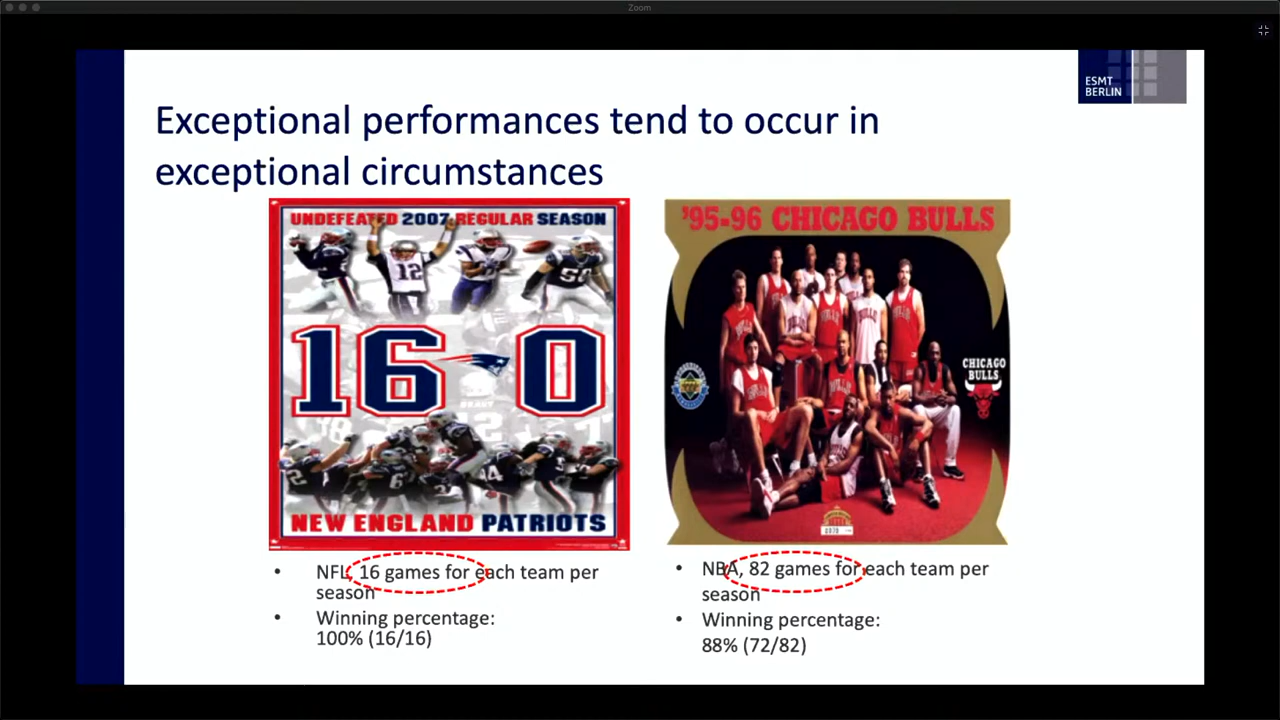 Zoom
ESMT
BERLIN
Exceptional performances tend to occur in
exceptional circumstances
UNDEFEATED 2007 REGULAR SEASON
12
16 0
NEW ENGLAND PATRIOTS
'95-96 CHICAGO BULLS
CHICAGO
BULLS
• NFL, 16 games for each team per
season
• Winning percentage:
100% (16/16)
• NBA, 82 games for each team per
season
• Winning percentage:
88% (72/82)